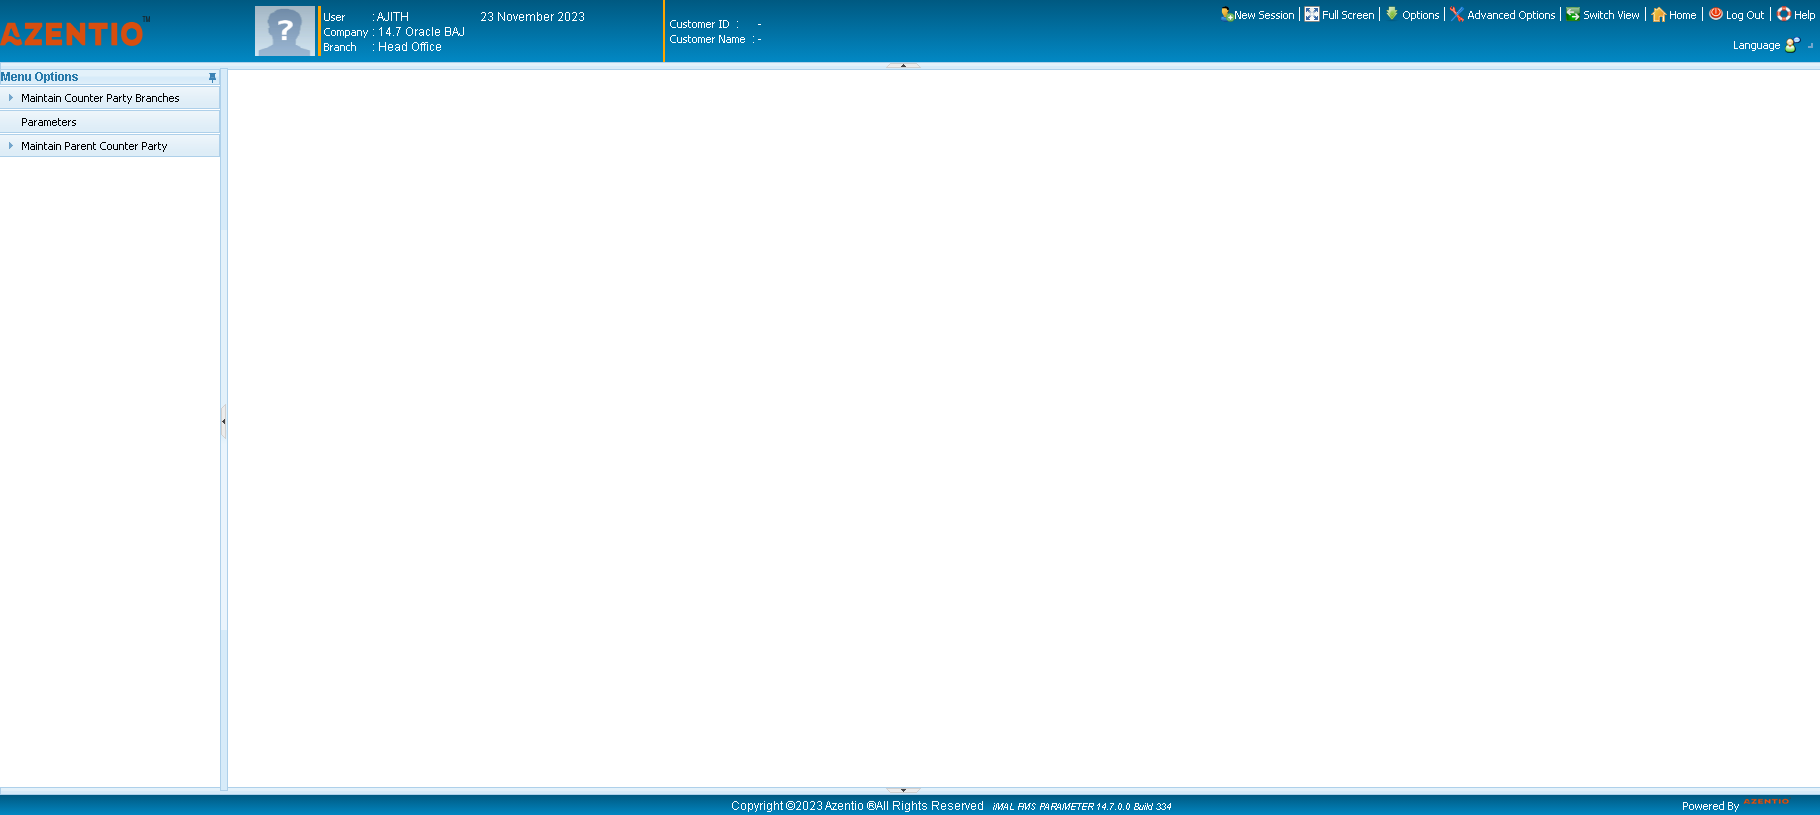 AZENTIO™
User : AJITH 23 November 2023
Company : 14.7 Oracle BAJ
Branch : Head Office
Customer ID : -
Customer Name : -
New Session | Full Screen | Options | Advanced Options | Switch View | Home | Log Out | Help
Language
Menu Options
Maintain Counter Party Branches
Parameters
Maintain Parent Counter Party
Copyright ©2023 Azentio ®All Rights Reserved iMAL PMS PARAMETER 14.7.0.0 Build 334
Powered By AZENTIO